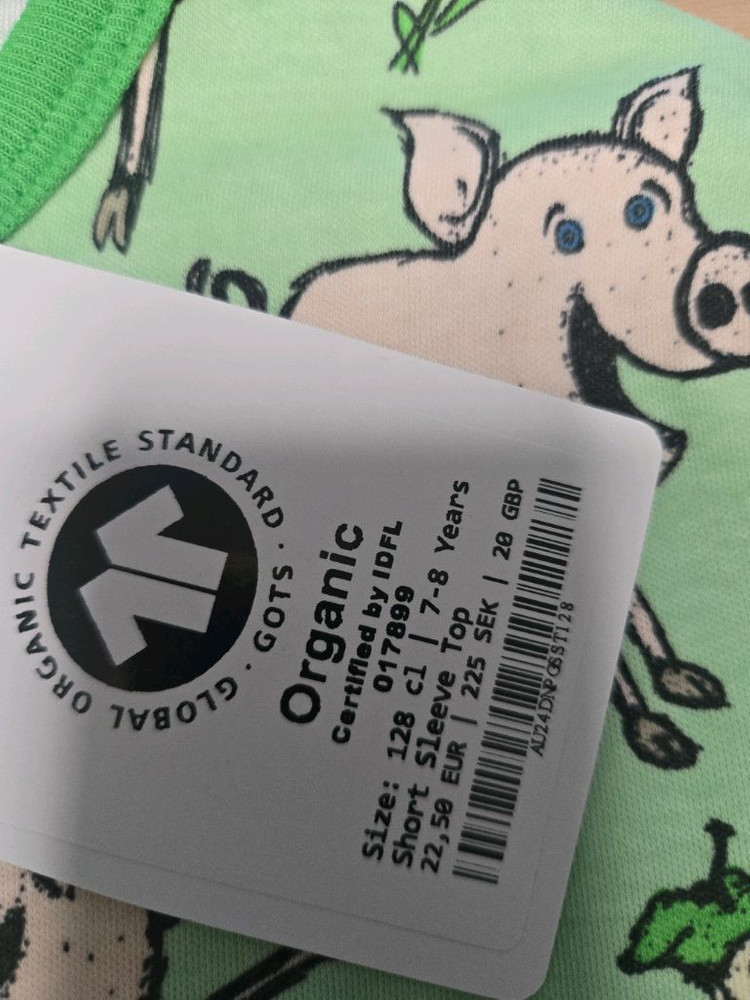 GLOBAL ORGANIC TEXTILE STANDARD · GOTS ·
Organic
Certified by IDFL
017899
Size: 128 cl | 7-8 Years
Short Sleeve Top
22,50 EUR | 225 SEK | 20 GBP
AU24DNPGSST128